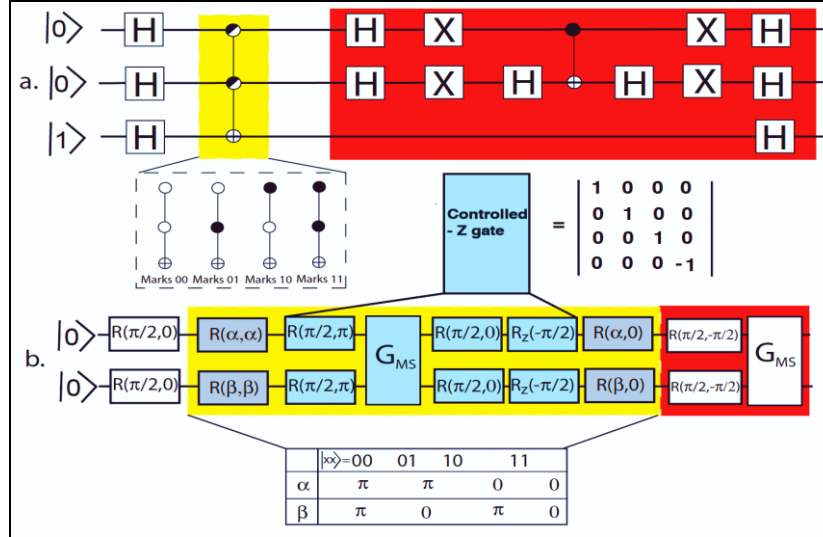 |0⟩ H H X X H
a. |0⟩ H H X H H X H
|1⟩ H H
Marks 00 Marks 01 Marks 10 Marks 11
Controlled
- Z gate
=
1 0 0 0
0 1 0 0
0 0 1 0
0 0 0 -1
|0⟩ R(π/2,0) R(α,α) R(π/2,π) R(π/2,0) Rz(-π/2) R(α,0) R(π/2,-π/2)
b. G_MS G_MS
|0⟩ R(π/2,0) R(β,β) R(π/2,π) R(π/2,0) Rz(-π/2) R(β,0) R(π/2,-π/2)
|xx⟩=00 01 10 11
α π π 0 0
β π 0 π 0